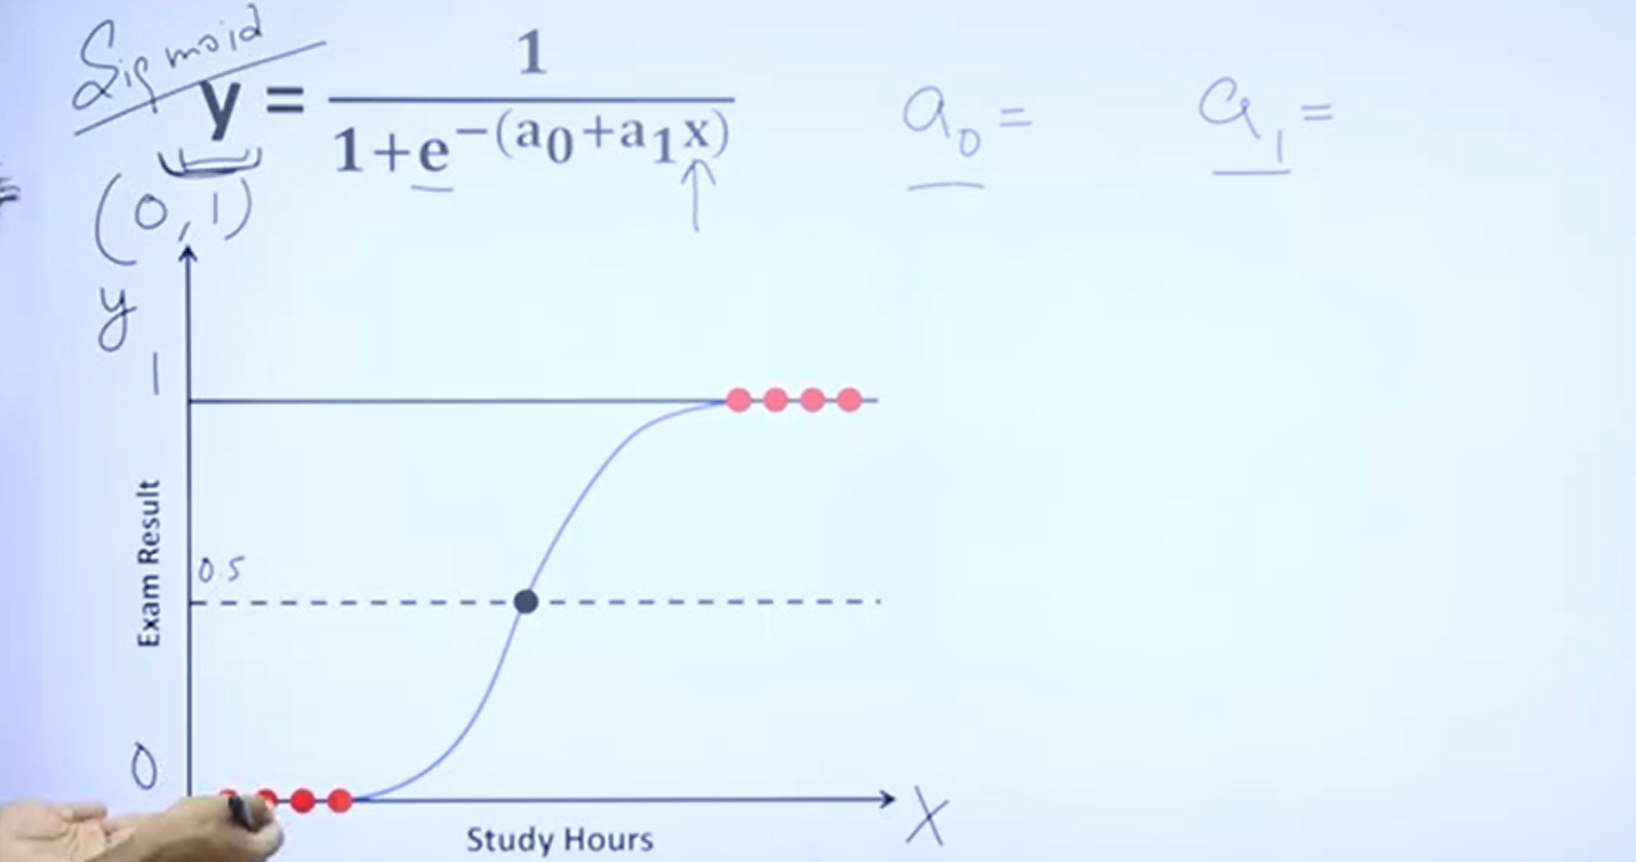 Sigmoid
y = 1 / 1+e^-(a₀+a₁x)
a₀ =
a₁ =
(0,1)
y
1
Exam Result
0.5
0
Study Hours
X